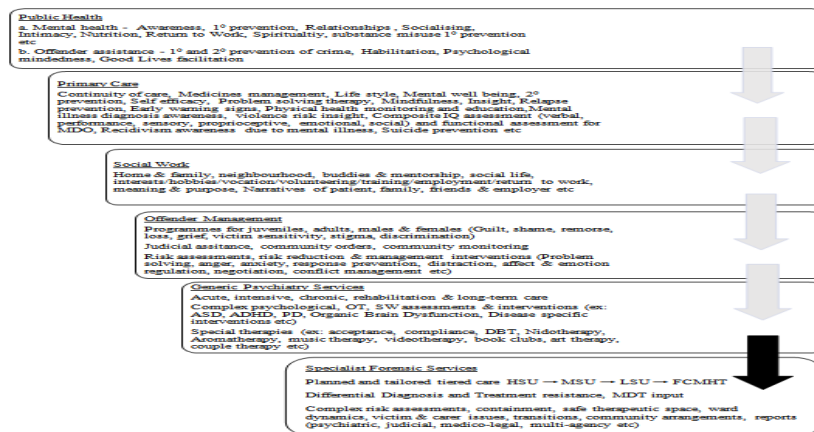 Public Health
a. Mental health - Awareness, 1° prevention, Relationships , Socialising,
Intimacy, Nutrition, Return to Work, Spiritualtiy, substance misuse 1° prevention
etc
b. Offender assistance - 1° and 2° prevention of crime, Habilitation, Psychological
mindedness, Good Lives facilitation
Primary Care
Continuity of care, Medicines management, Life style, Mental well being, 2°
prevention, Self efficacy, Problem solving therapy, Mindfulness, Insight, Relapse
prevention, Early warning signs, Physical health monitoring and education,Mental
illness diagnosis awareness, violence risk insight, Composite IQ assessment (verbal,
performance, sensory, proprioceptive, emotional, social) and functional assessment for
MDO, Recidivism awareness due to mental illness, Suicide prevention etc
Social Work
Home & family, neighbourhood, buddies & mentorship, social life,
interests/hobbies/vocation/volunteering/training/employment/return to work,
meaning & purpose, Narratives of patient, family, friends & employer etc
Offender Management
Programmes for juveniles, adults, males & females (Guilt, shame, remorse,
loss, grief, victim sensitivity, stigma, discrimination)
Judicial assitance, community orders, community monitoring
Risk assessments, risk reduction & management interventions (Problem
solving, anger, anxiety, response prevention, distraction, affect & emotion
regulation, negotiation, conflict management etc)
Generic Psychiatry Services
Acute, intensive, chronic, rehabilitation & long-term care
Complex psychological, OT, SW assessments & interventions (ex:
ASD, ADHD, PD, Organic Brain Dysfunction, Disease specific
interventions etc)
Special therapies (ex: acceptance, compliance, DBT, Nidotherapy,
Aromatherapy, music therapy, videotherapy, book clubs, art therapy,
couple therapy etc)
Specialist Forensic Services
Planned and tailored tiered care HSU → MSU → LSU → FCMHT
Differential Diagnosis and Treatment resistance, MDT input
Complex risk assessments, containment, safe therapeutic space, ward
dynamics, victim & carer issues, transitions, community arrangements, reports
(psychiatric, judicial, medico-legal, multi-agency etc)